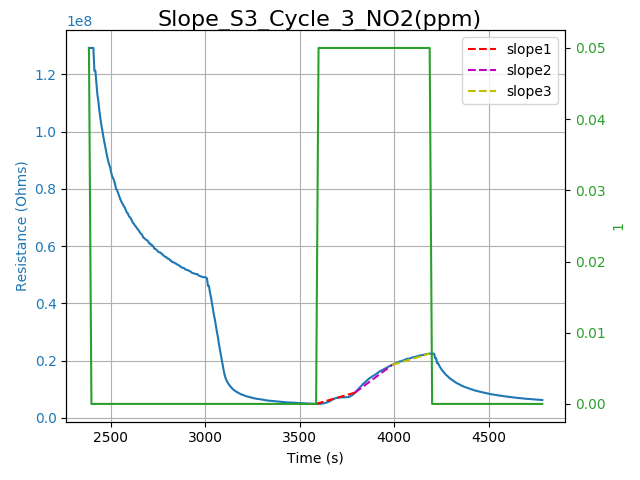 Slope_S3_Cycle_3_NO2(ppm)
1e8
slope1
slope2
slope3
1.2
1.0
0.8
0.6
0.4
0.2
0.0
Resistance (Ohms)
0.05
0.04
0.03
0.02
0.01
0.00
1
2500 3000 3500 4000 4500
Time (s)